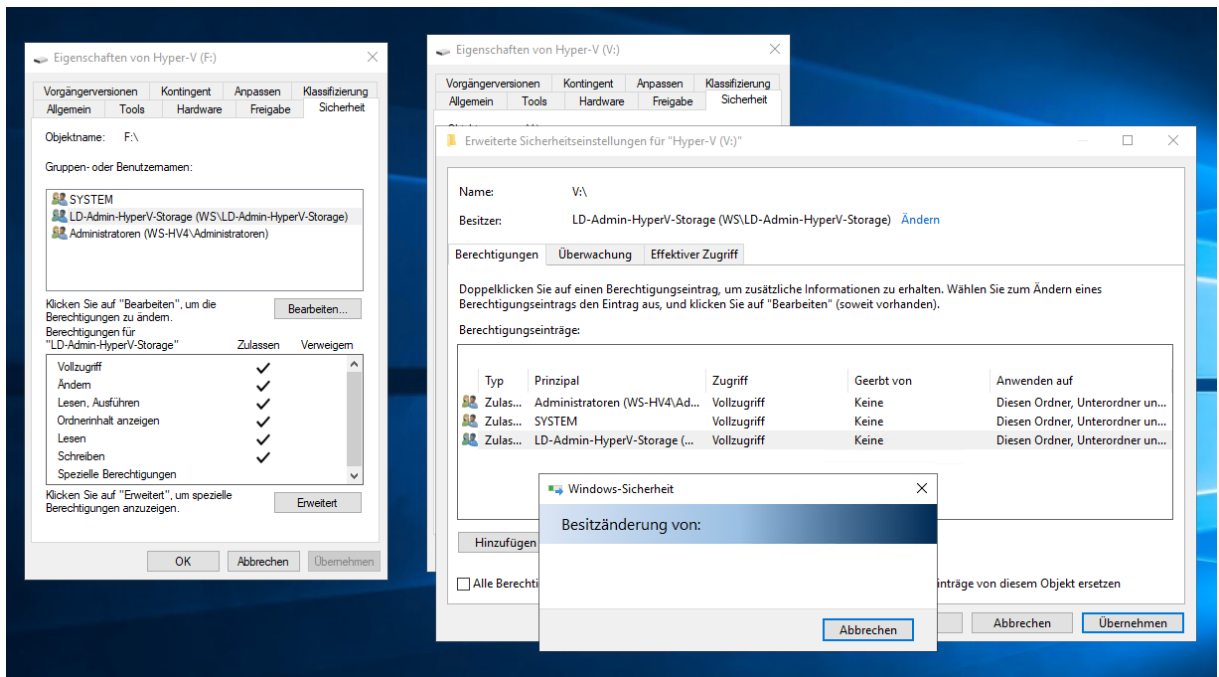 Eigenschaften von Hyper-V (F:)
Vorgängerversionen Kontingent Anpassen Klassifizierung
Allgemein Tools Hardware Freigabe Sicherheit
Objektname: F:\
Gruppen- oder Benutzernamen:
SYSTEM
LD-Admin-HyperV-Storage (WS\LD-Admin-HyperV-Storage)
Administratoren (WS-HV4\Administratoren)
Klicken Sie auf "Bearbeiten", um die
Berechtigungen zu ändern.
Bearbeiten...
Berechtigungen für
"LD-Admin-HyperV-Storage" Zulassen Verweigern
Vollzugriff
Ändern
Lesen, Ausführen
Ordnerinhalt anzeigen
Lesen
Schreiben
Spezielle Berechtigungen
Klicken Sie auf "Erweitert", um spezielle
Berechtigungen anzuzeigen.
Erweitert
OK Abbrechen Übernehmen
Eigenschaften von Hyper-V (V:)
Vorgängerversionen Kontingent Anpassen Klassifizierung
Allgemein Tools Hardware Freigabe Sicherheit
Erweiterte Sicherheitseinstellungen für "Hyper-V (V:)"
Name: V:\
Besitzer: LD-Admin-HyperV-Storage (WS\LD-Admin-HyperV-Storage) Ändern
Berechtigungen Überwachung Effektiver Zugriff
Doppelklicken Sie auf einen Berechtigungseintrag, um zusätzliche Informationen zu erhalten. Wählen Sie zum Ändern eines
Berechtigungseintrags den Eintrag aus, und klicken Sie auf "Bearbeiten" (soweit vorhanden).
Berechtigungseinträge:
Typ Prinzipal Zugriff Geerbt von Anwenden auf
Zulas... Administratoren (WS-HV4\Ad... Vollzugriff Keine Diesen Ordner, Unterordner un...
Zulas... SYSTEM Vollzugriff Keine Diesen Ordner, Unterordner un...
Zulas... LD-Admin-HyperV-Storage (... Vollzugriff Keine Diesen Ordner, Unterordner un...
Hinzufügen
Alle Berechti
inträge von diesem Objekt ersetzen
Abbrechen Übernehmen
Windows-Sicherheit
Besitzänderung von:
Abbrechen